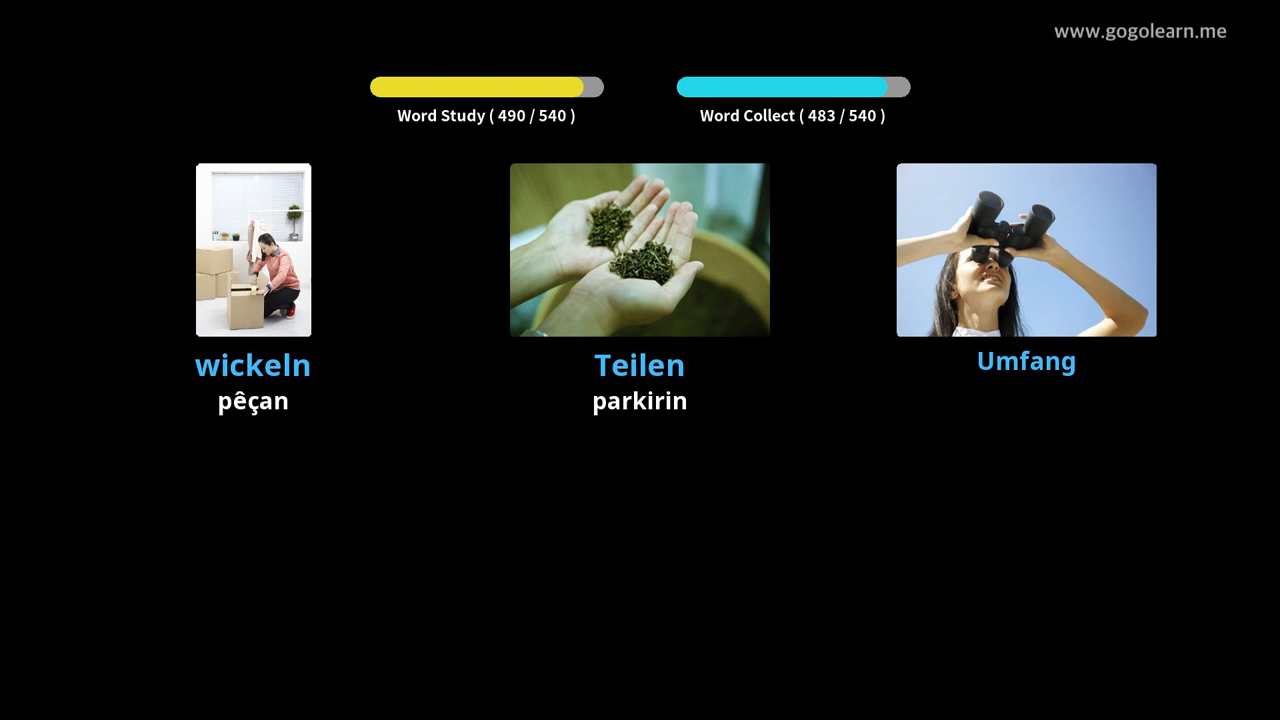 www.gogolearn.me
Word Study ( 490 / 540 )
Word Collect ( 483 / 540 )
wickeln
pêçan
Teilen
parkirin
Umfang